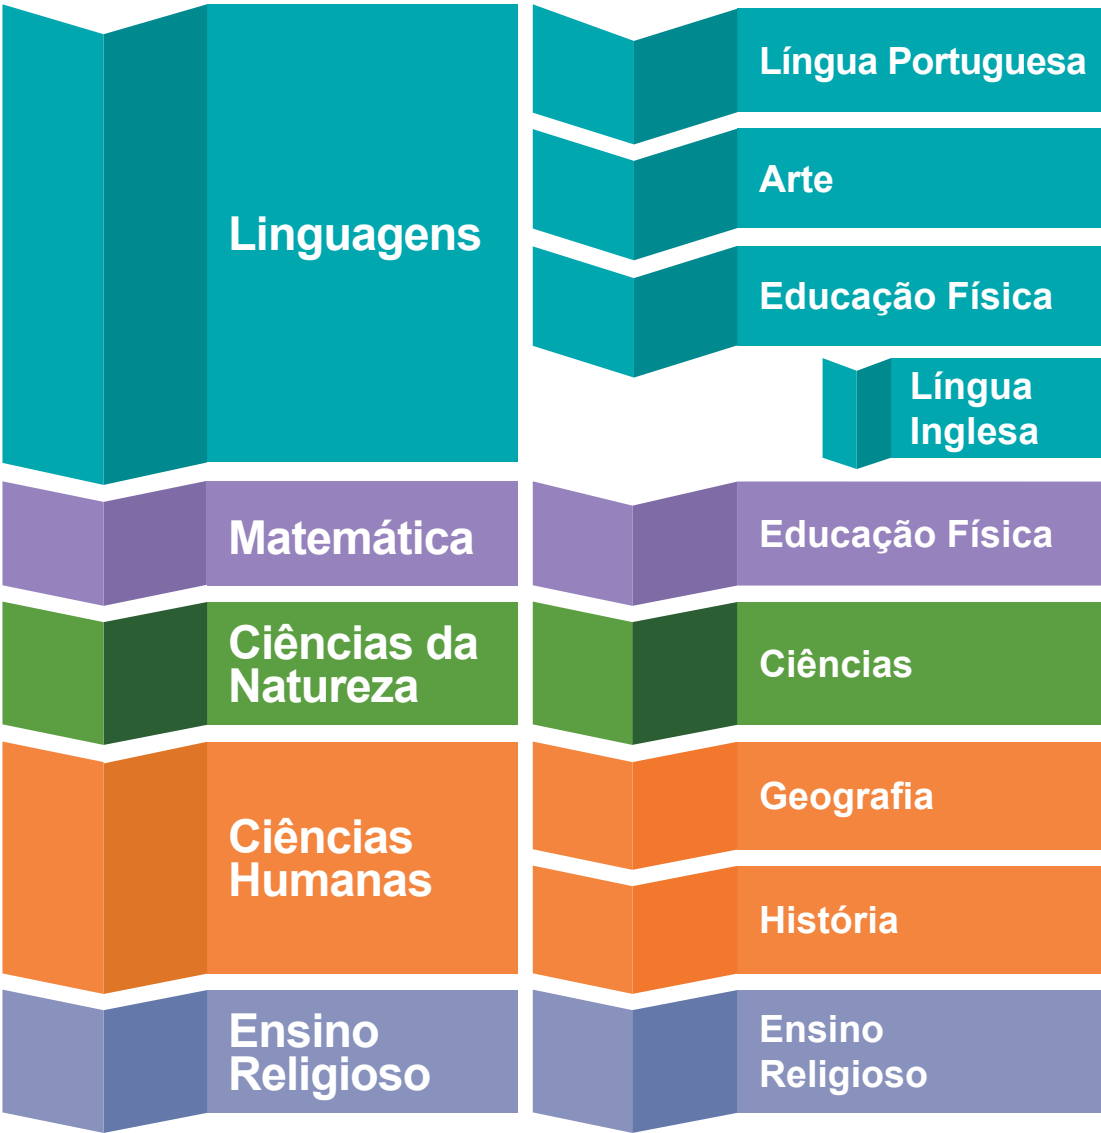 Linguagens
Língua Portuguesa
Arte
Educação Física
Língua
Inglesa
Matemática
Educação Física
Ciências da
Natureza
Ciências
Ciências
Humanas
Geografia
História
Ensino
Religioso
Ensino
Religioso